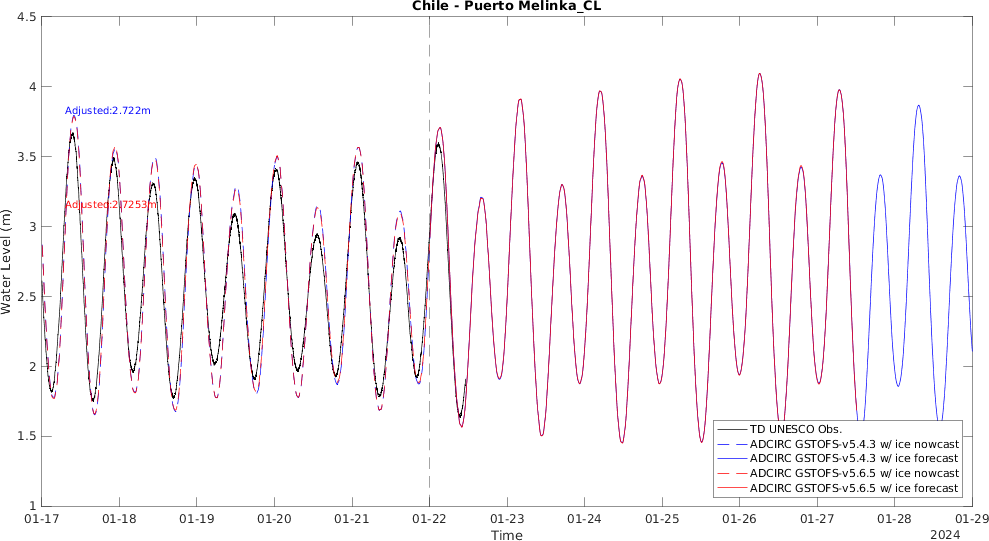 Chile - Puerto Melinka_CL
4.5
4
3.5
3
2.5
2
1.5
1
Water Level (m)
Adjusted:2.722m
Adjusted:2.7253m
TD UNESCO Obs.
ADCIRC GSTOFS-v5.4.3 w/ ice nowcast
ADCIRC GSTOFS-v5.4.3 w/ ice forecast
ADCIRC GSTOFS-v5.6.5 w/ ice nowcast
ADCIRC GSTOFS-v5.6.5 w/ ice forecast
01-17 01-18 01-19 01-20 01-21 01-22 01-23 01-24 01-25 01-26 01-27 01-28 01-29
Time
2024